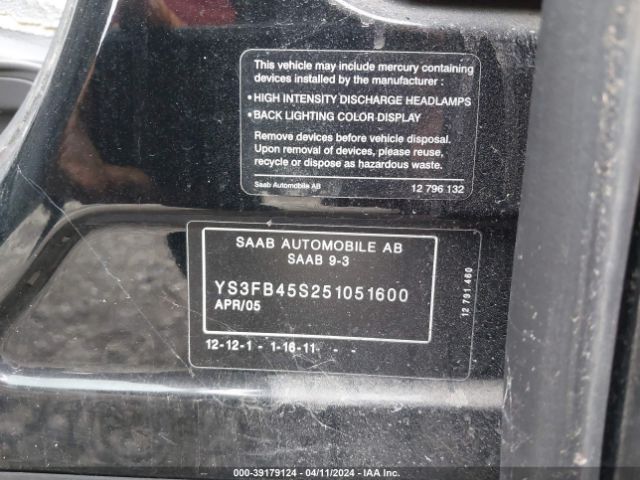 This vehicle may include mercury containing
devices installed by the manufacturer :
• HIGH INTENSITY DISCHARGE HEADLAMPS
• BACK LIGHTING COLOR DISPLAY
Remove devices before vehicle disposal.
Upon removal of devices, please reuse,
recycle or dispose as hazardous waste.
Saab Automobile AB 12 796 132
SAAB AUTOMOBILE AB
SAAB 9-3
YS3FB45S251051600
APR/05
12-12-1 - 1-16-11- - -
12 791 460
000-39179124 - 04/11/2024 - IAA Inc.